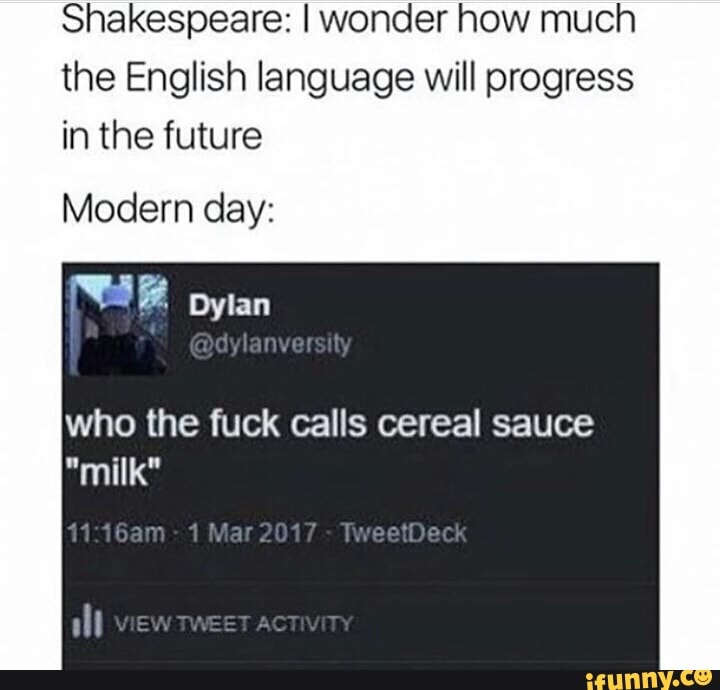 Shakespeare: I wonder how much
the English language will progress
in the future
Modern day:
Dylan
@dylanversity
who the fuck calls cereal sauce
"milk"
11:16am · 1 Mar 2017 · TweetDeck
VIEW TWEET ACTIVITY
ifunny.co